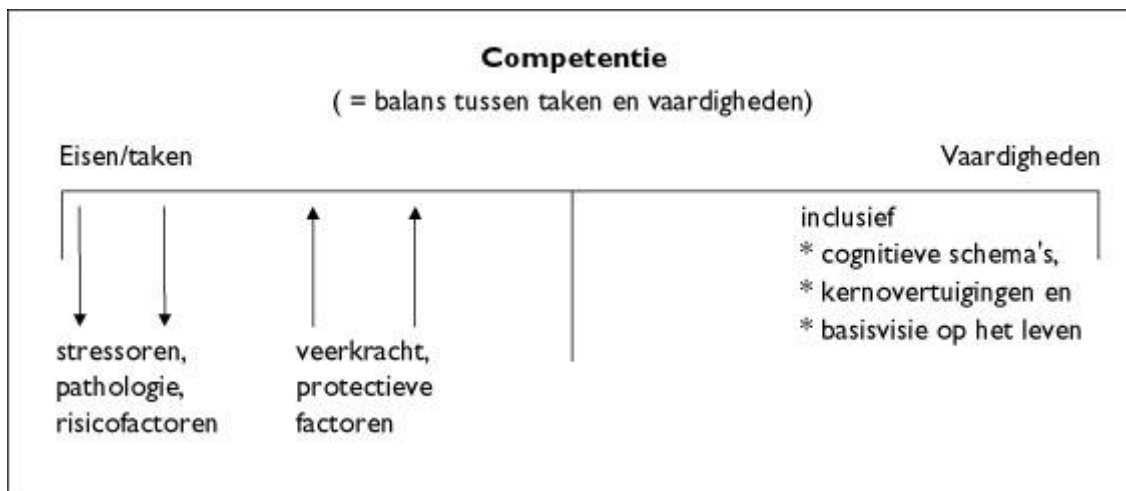 Competentie
( = balans tussen taken en vaardigheden)
Eisen/taken
Vaardigheden
stressoren,
pathologie,
risicofactoren
veerkracht,
protectieve
factoren
inclusief
* cognitieve schema's,
* kernovertuigingen en
* basisvisie op het leven